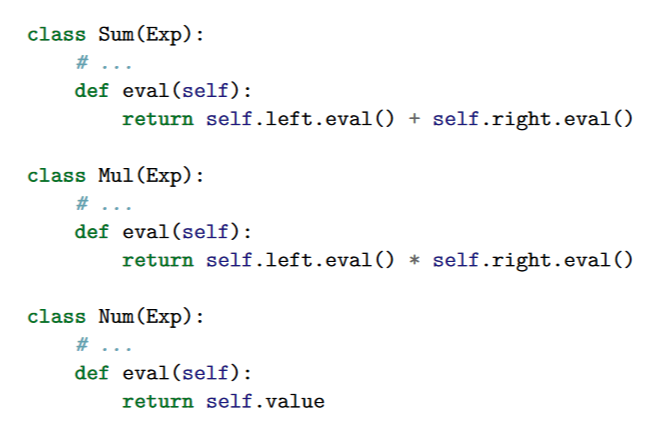 class Sum(Exp):
    # ...
    def eval(self):
        return self.left.eval() + self.right.eval()

class Mul(Exp):
    # ...
    def eval(self):
        return self.left.eval() * self.right.eval()

class Num(Exp):
    # ...
    def eval(self):
        return self.value